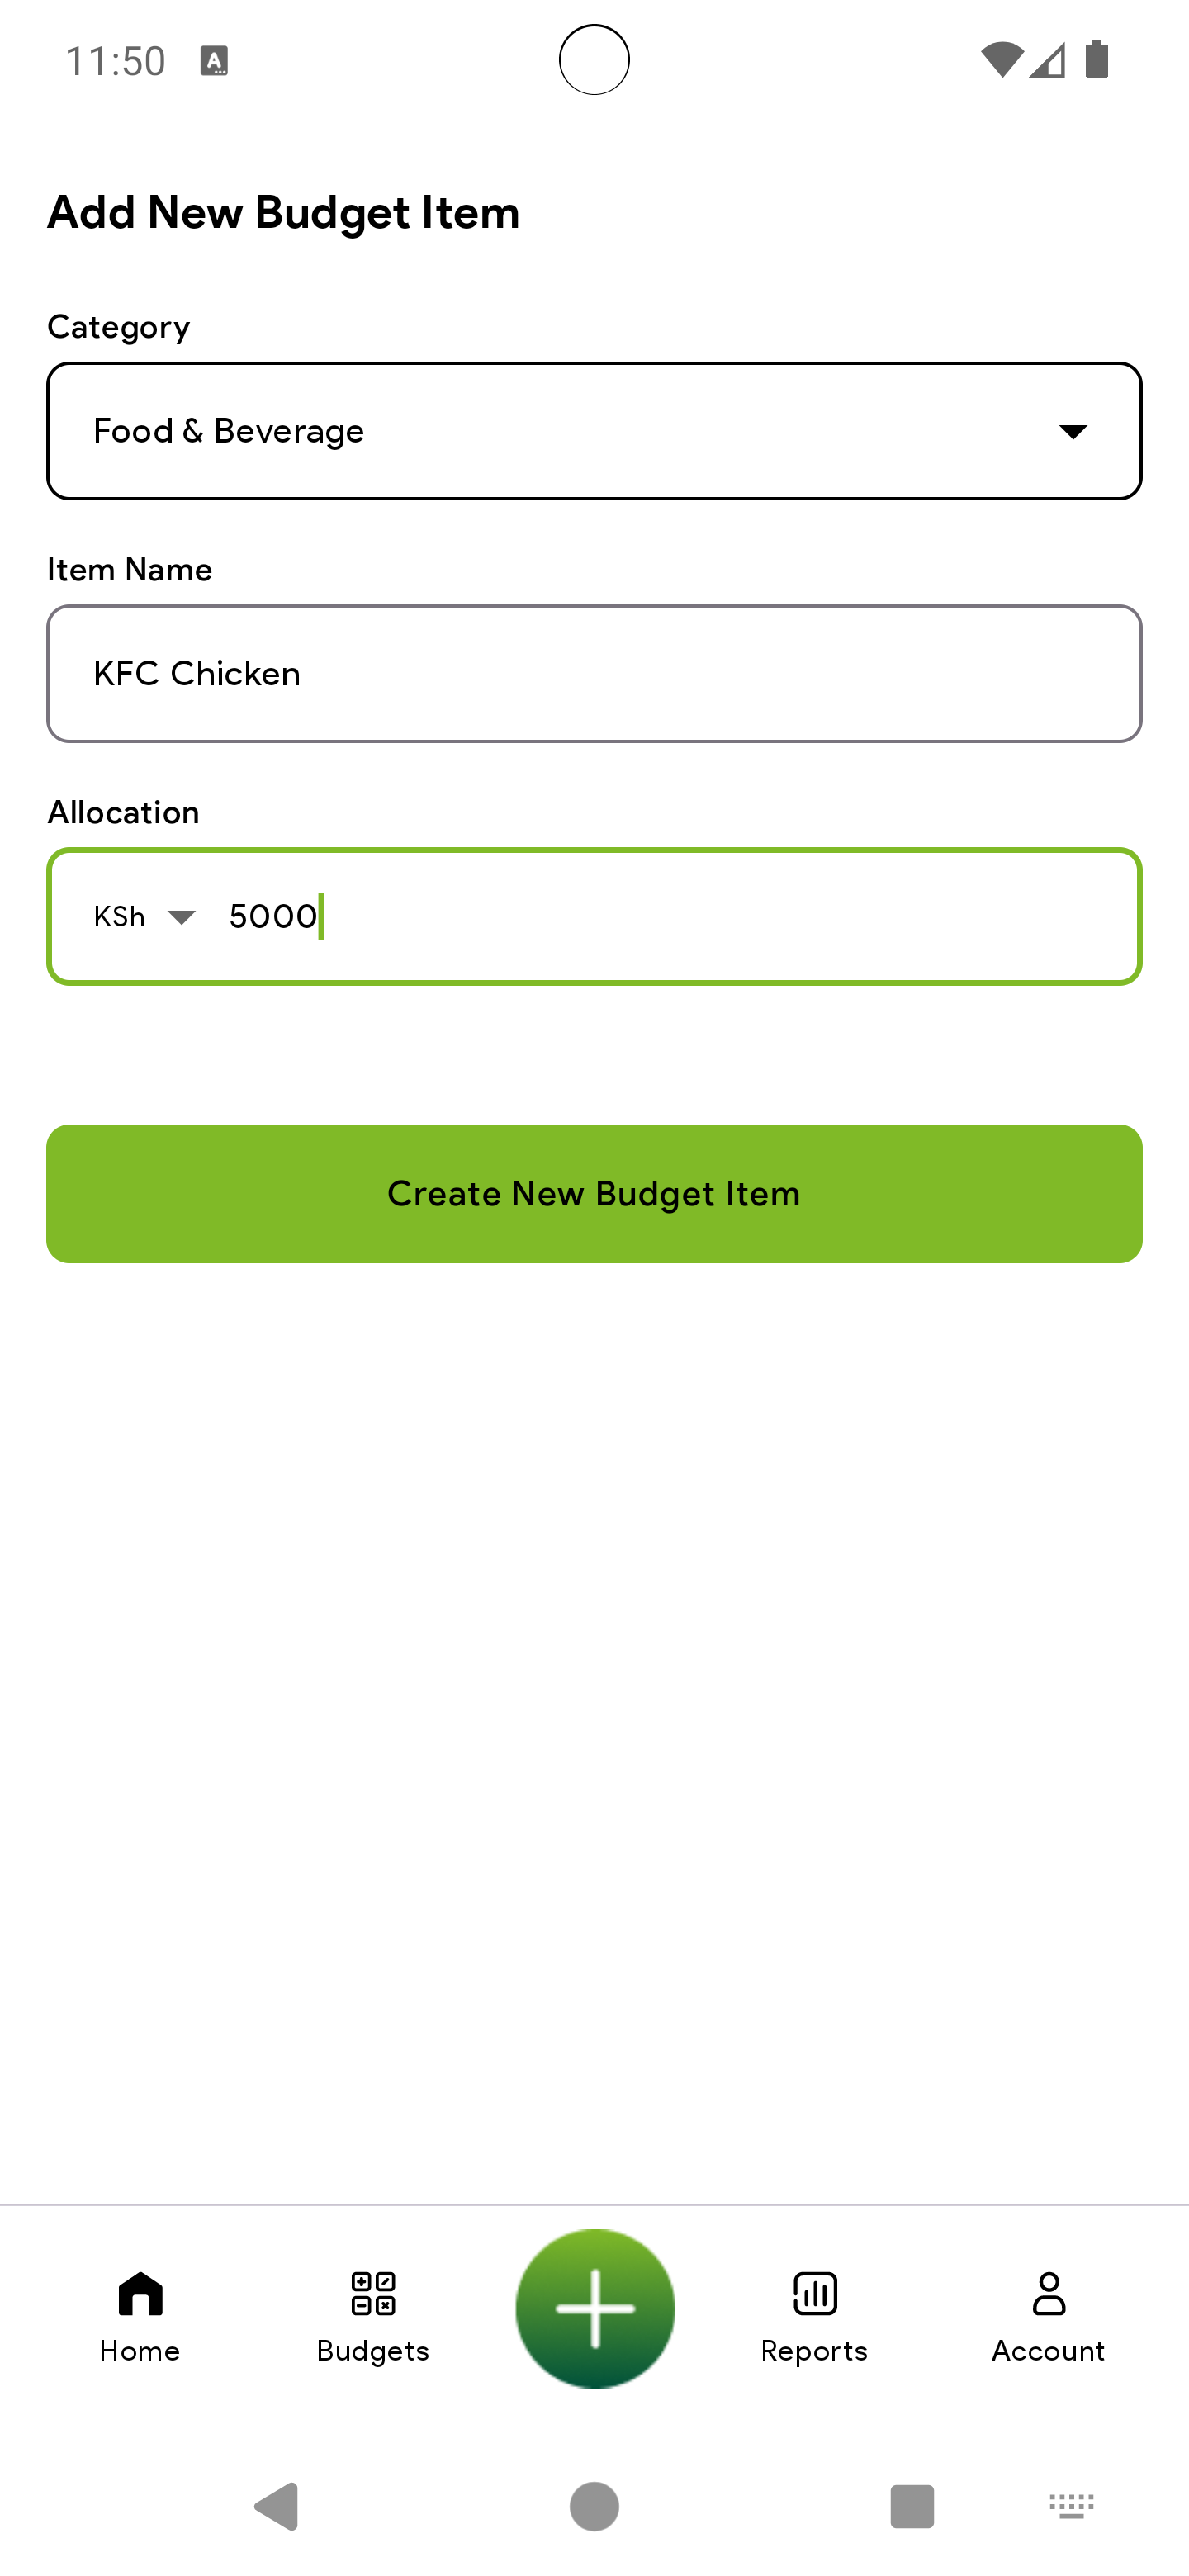 11:50
Add New Budget Item
Category
Food & Beverage
Item Name
KFC Chicken
Allocation
KSh 5000
Create New Budget Item
Home Budgets Reports Account